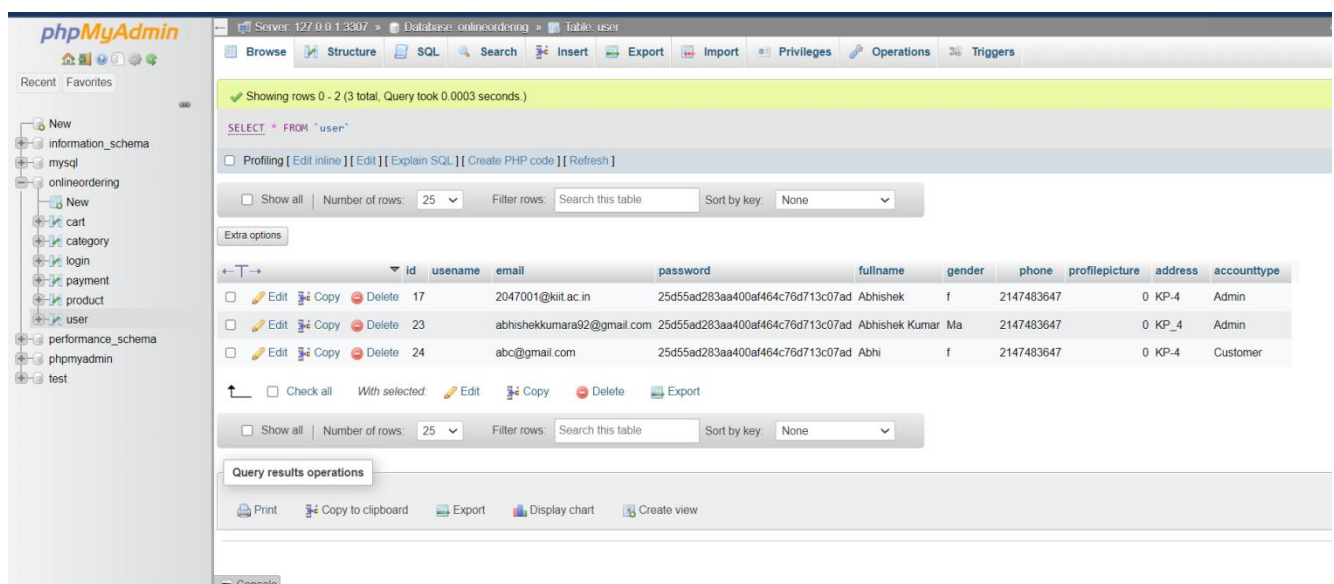 phpMyAdmin
Recent Favorites
New
information_schema
mysql
onlineordering
New
cart
category
login
payment
product
user
performance_schema
phpmyadmin
test
Server: 127.0.0.1:3307 » Database: onlineordering » Table: user
Browse Structure SQL Search Insert Export Import Privileges Operations Triggers
Showing rows 0 - 2 (3 total, Query took 0.0003 seconds.)
SELECT * FROM `user`
Profiling [ Edit inline ] [ Edit ] [ Explain SQL ] [ Create PHP code ] [ Refresh ]
Show all | Number of rows: 25 Filter rows: Search this table Sort by key: None
Extra options
←T→ id usename email password fullname gender phone profilepicture address accounttype
Edit Copy Delete 17 2047001@kiit.ac.in 25d55ad283aa400af464c76d713c07ad Abhishek f 2147483647 0 KP-4 Admin
Edit Copy Delete 23 abhishekkumara92@gmail.com 25d55ad283aa400af464c76d713c07ad Abhishek Kumar Ma 2147483647 0 KP_4 Admin
Edit Copy Delete 24 abc@gmail.com 25d55ad283aa400af464c76d713c07ad Abhi f 2147483647 0 KP-4 Customer
Check all With selected: Edit Copy Delete Export
Show all | Number of rows: 25 Filter rows: Search this table Sort by key: None
Query results operations
Print Copy to clipboard Export Display chart Create view
Console